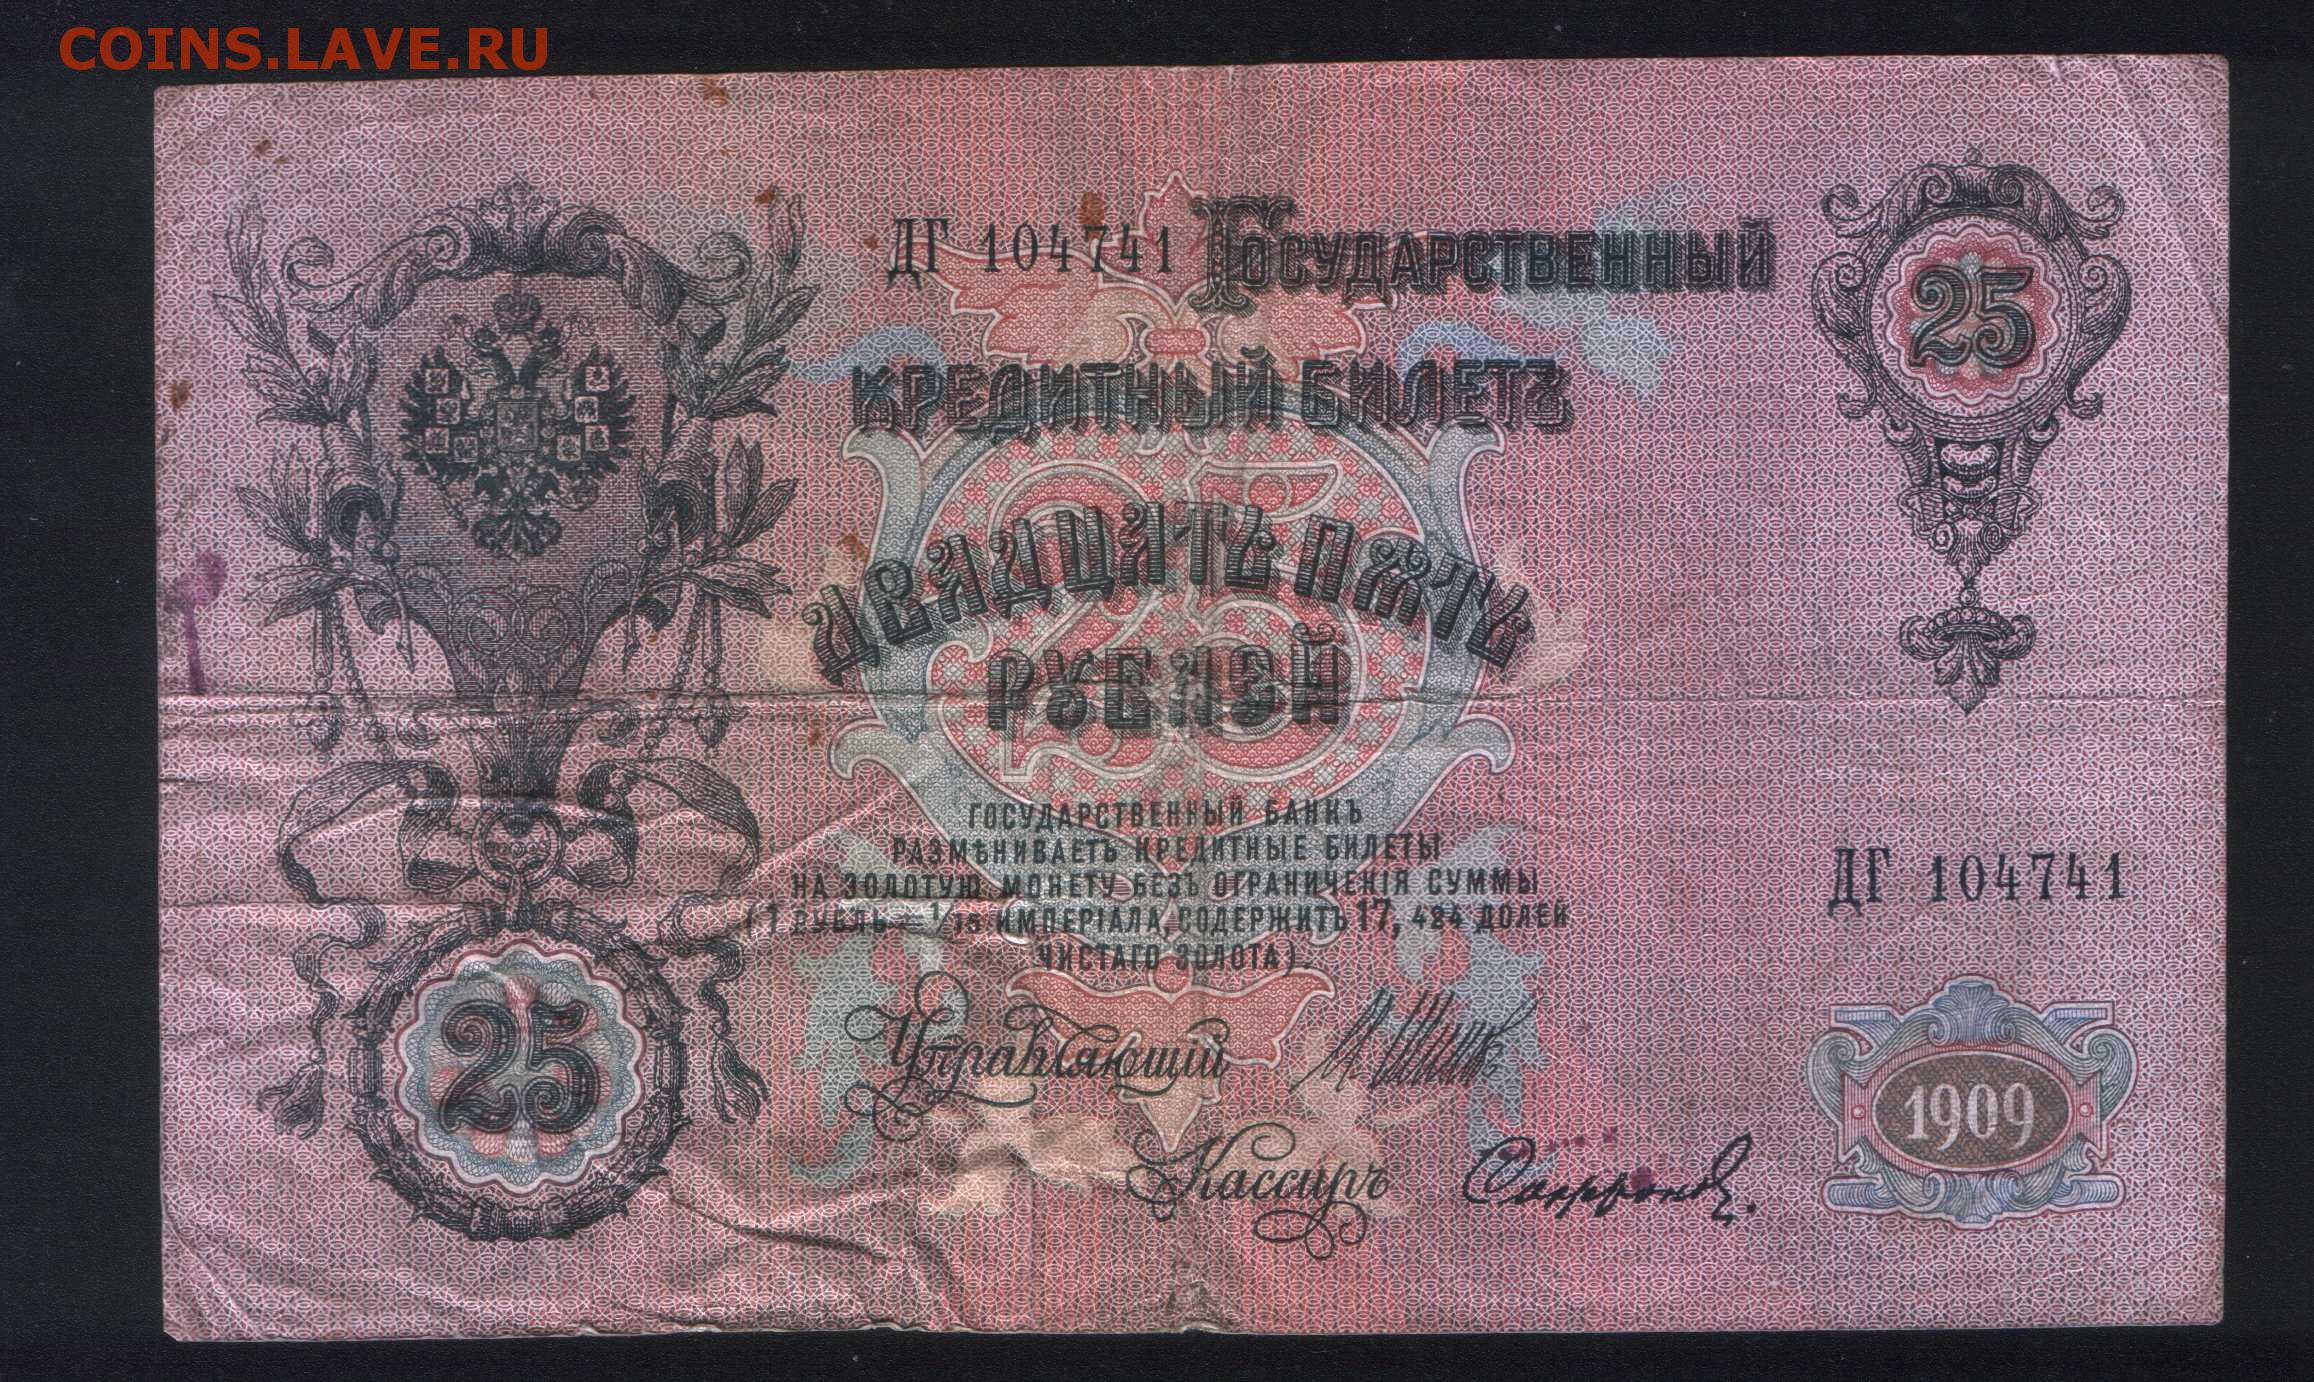 COINS.LAVE.RU
ДГ 104741 ГОСУДАРСТВЕННЫЙ
25
КРЕДИТНЫЙ БИЛЕТЪ
25
ДВАДЦАТЬ ПЯТЬ
РУБЛЕЙ
ГОСУДАРСТВЕННЫЙ БАНКЪ
РАЗМѢНИВАЕТЪ КРЕДИТНЫЕ БИЛЕТЫ
НА ЗОЛОТУЮ МОНЕТУ БЕЗЪ ОГРАНИЧЕНІЯ СУММЫ
(1 РУБЛЬ = 1/15 ИМПЕРІАЛА, СОДЕРЖИТЪ 17, 424 ДОЛЕЙ
ЧИСТАГО ЗОЛОТА).
ДГ 104741
25
Управляющій
Кассиръ
1909